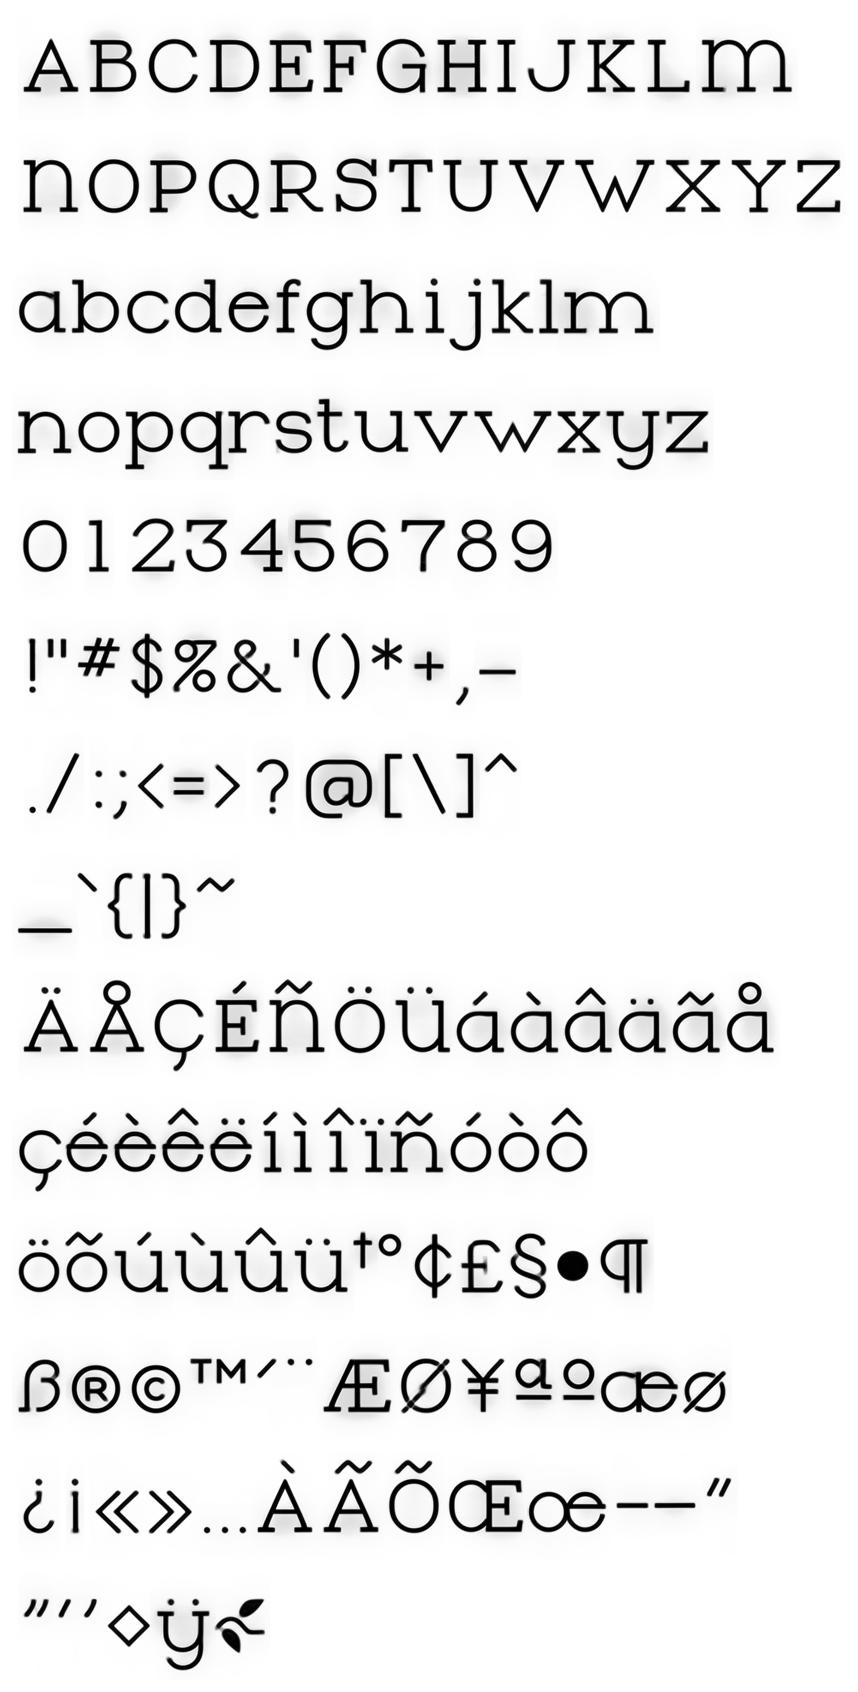 ABCDEFGHIJKLM
NOPQRSTUVWXYZ
abcdefghijklm
nopqrstuvwxyz
0123456789
!"#$%&'()*+,–
./:;<=>?@[\]^
_`{|}~
ÄÅÇÉÑÖÜáàâäãå
çéèêëíìîïñóòô
öõúùûü†°¢£§•¶
ß®©™´¨ÆØ¥ªºæø
¿¡«»…ÀÃÕŒœ––"
"‘’◇ÿ